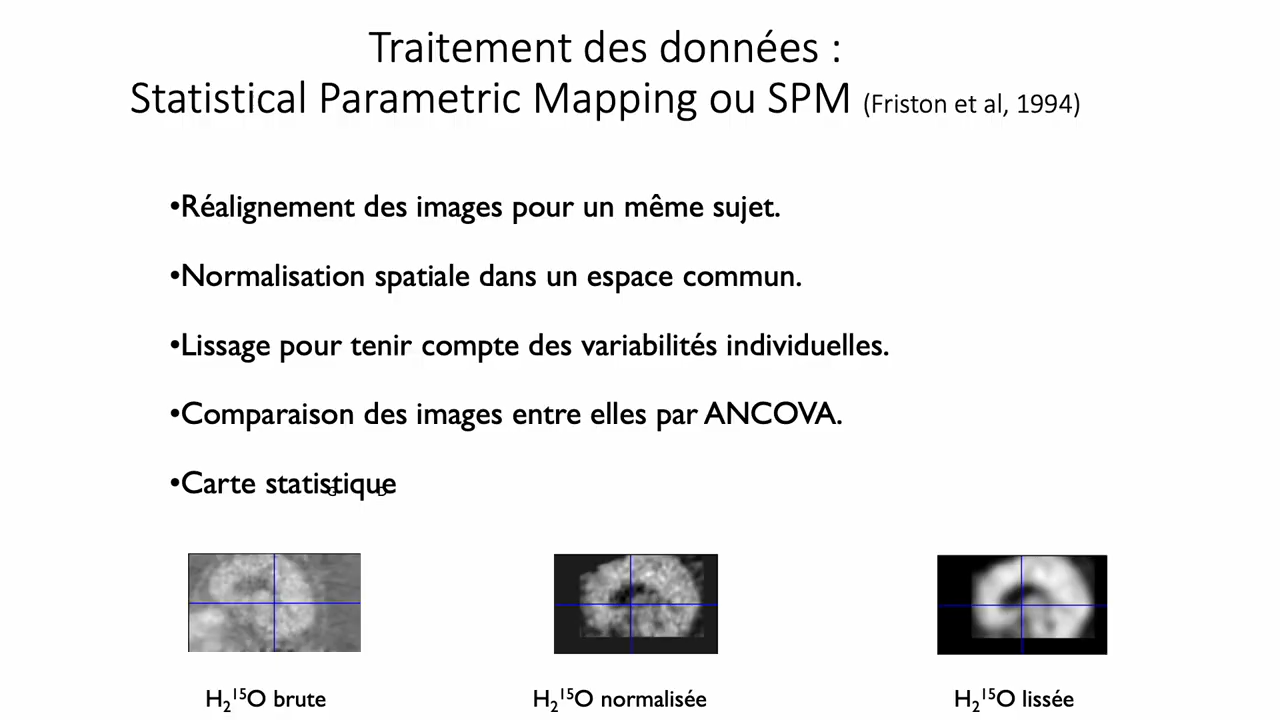 Traitement des données :
Statistical Parametric Mapping ou SPM (Friston et al, 1994)
•Réalignement des images pour un même sujet.
•Normalisation spatiale dans un espace commun.
•Lissage pour tenir compte des variabilités individuelles.
•Comparaison des images entre elles par ANCOVA.
•Carte statistique
G D
H₂¹⁵O brute
H₂¹⁵O normalisée
H₂¹⁵O lissée